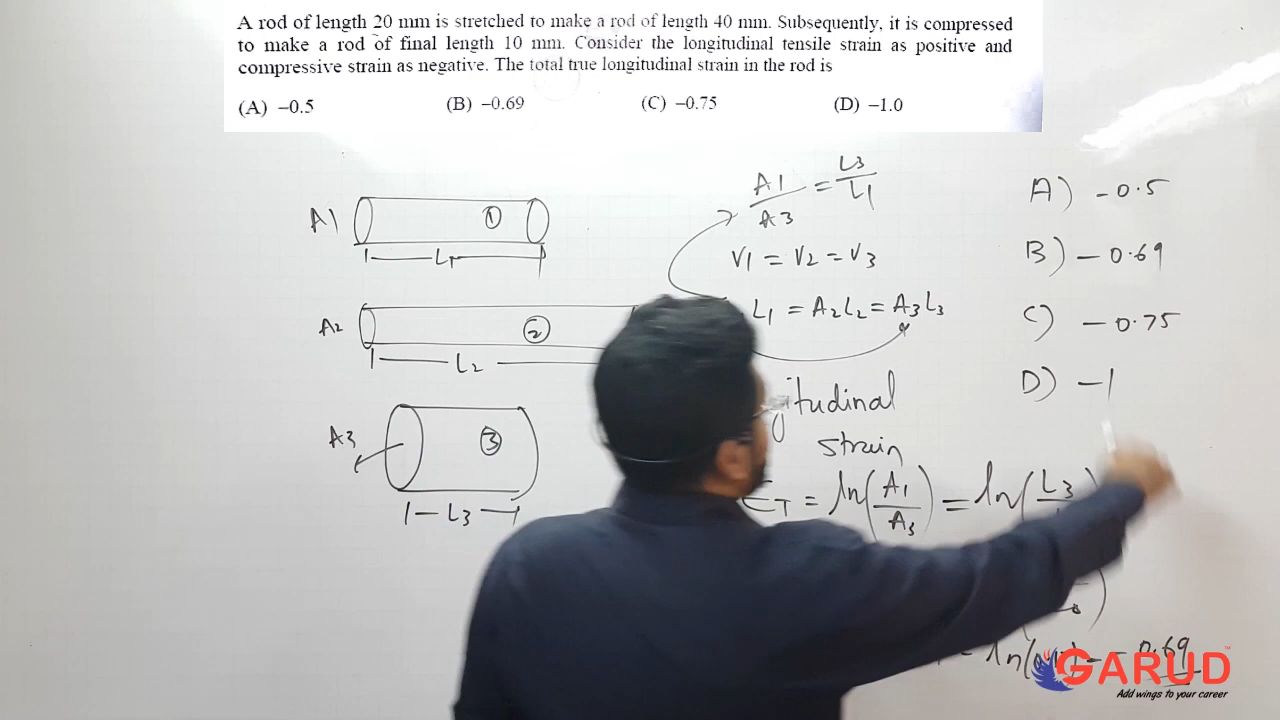 A rod of length 20 mm is stretched to make a rod of length 40 mm. Subsequently, it is compressed
to make a rod of final length 10 mm. Consider the longitudinal tensile strain as positive and
compressive strain as negative. The total true longitudinal strain in the rod is
(A) −0.5 (B) −0.69 (C) −0.75 (D) −1.0
A1 ① L1
A2 ② L2
A3 ③ L3
A1/A3 = L3/L1
V1 = V2 = V3
L1 = A2L2 = A3L3
itudinal
strain
ϵT = ln(A1/A3) = ln(L3
= ln( = −0.69
A) −0.5
B) −0.69
C) −0.75
D) −1
GARUD
Add wings to your career